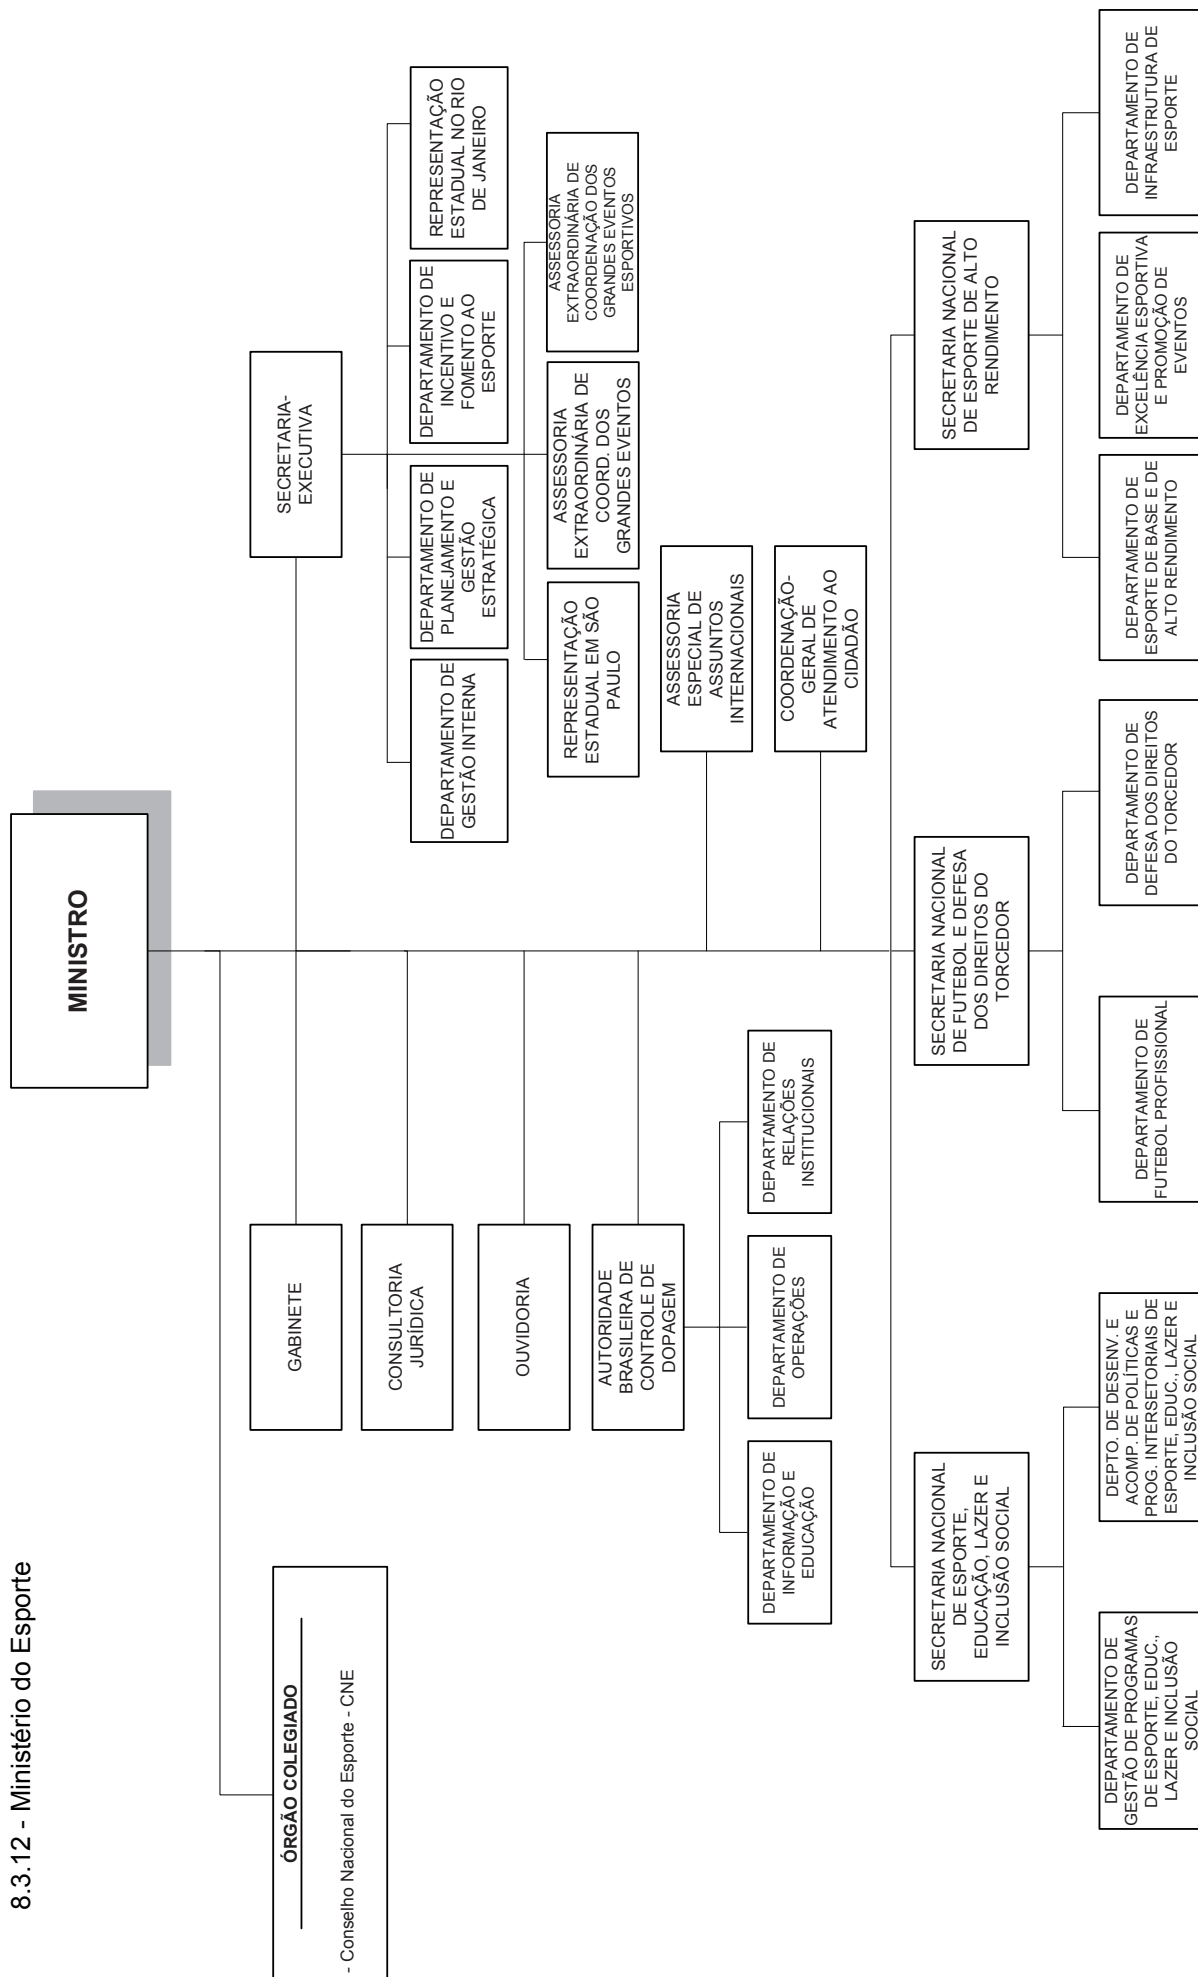 8.3.12 - Ministério do Esporte
MINISTRO
ÓRGÃO COLEGIADO
- Conselho Nacional do Esporte - CNE
GABINETE
SECRETARIA-
EXECUTIVA
CONSULTORIA
JURÍDICA
OUVIDORIA
AUTORIDADE
BRASILEIRA DE
CONTROLE DE
DOPAGEM
DEPARTAMENTO DE
GESTÃO INTERNA
DEPARTAMENTO DE
PLANEJAMENTO E
GESTÃO
ESTRATÉGICA
DEPARTAMENTO DE
INCENTIVO E
FOMENTO AO
ESPORTE
REPRESENTAÇÃO
ESTADUAL NO RIO
DE JANEIRO
REPRESENTAÇÃO
ESTADUAL EM SÃO
PAULO
ASSESSORIA
EXTRAORDINÁRIA DE
COORD. DOS
GRANDES EVENTOS
ASSESSORIA
EXTRAORDINÁRIA DE
COORDENAÇÃO DOS
GRANDES EVENTOS
ESPORTIVOS
ASSESSORIA
ESPECIAL DE
ASSUNTOS
INTERNACIONAIS
COORDENAÇÃO-
GERAL DE
ATENDIMENTO AO
CIDADÃO
DEPARTAMENTO DE
INFORMAÇÃO E
EDUCAÇÃO
DEPARTAMENTO DE
OPERAÇÕES
DEPARTAMENTO DE
RELAÇÕES
INSTITUCIONAIS
SECRETARIA NACIONAL
DE ESPORTE,
EDUCAÇÃO, LAZER E
INCLUSÃO SOCIAL
SECRETARIA NACIONAL
DE FUTEBOL E DEFESA
DOS DIREITOS DO
TORCEDOR
SECRETARIA NACIONAL
DE ESPORTE DE ALTO
RENDIMENTO
DEPARTAMENTO DE
GESTÃO DE PROGRAMAS
DE ESPORTE, EDUC.,
LAZER E INCLUSÃO
SOCIAL
DEPTO. DE DESENV. E
ACOMP. DE POLÍTICAS E
PROG. INTERSETORIAIS DE
ESPORTE, EDUC., LAZER E
INCLUSÃO SOCIAL
DEPARTAMENTO DE
FUTEBOL PROFISSIONAL
DEPARTAMENTO DE
DEFESA DOS DIREITOS
DO TORCEDOR
DEPARTAMENTO DE
ESPORTE DE BASE E DE
ALTO RENDIMENTO
DEPARTAMENTO DE
EXCELÊNCIA ESPORTIVA
E PROMOÇÃO DE
EVENTOS
DEPARTAMENTO DE
INFRAESTRUTURA DE
ESPORTE